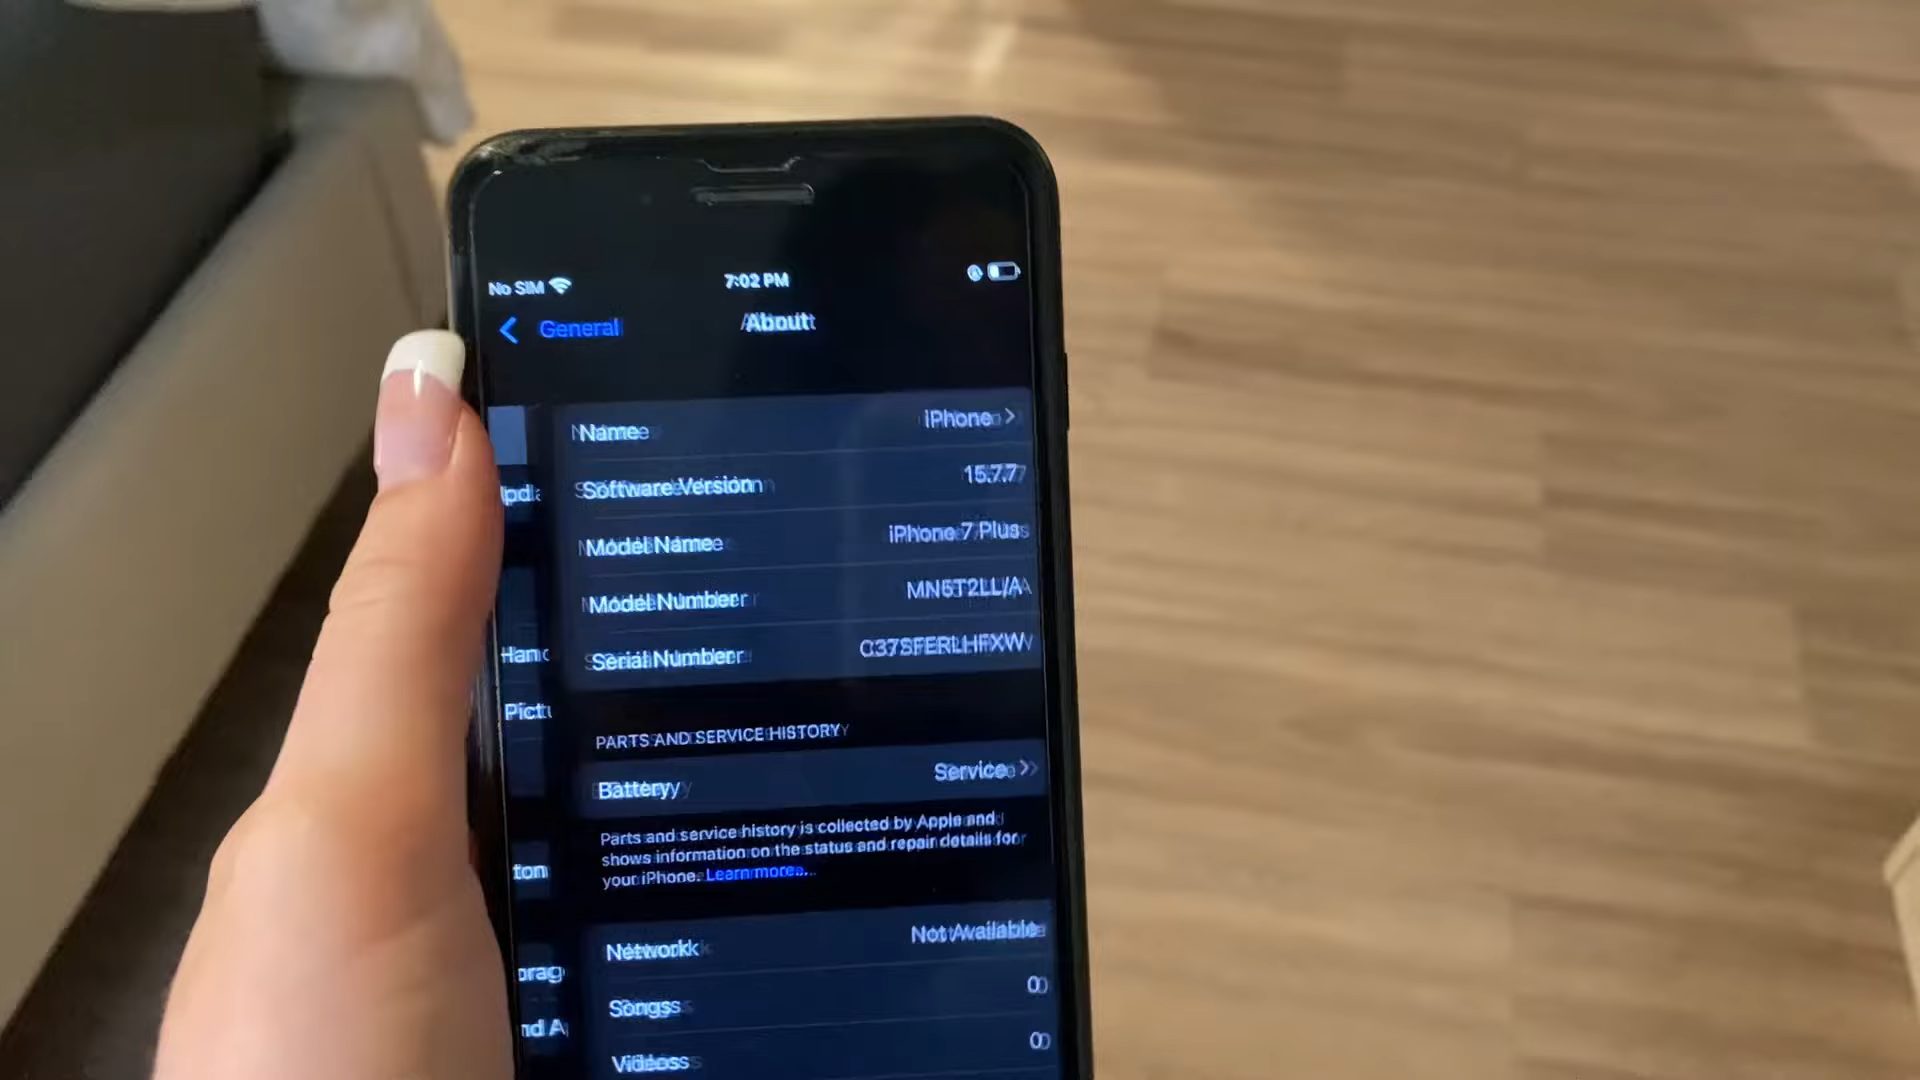 No SIM 7:02 PM
General About
Name iPhone
Software Version 15.7.7
Model Name iPhone 7 Plus
Model Number MN5T2LL/A
Serial Number C37SFERLHFXW
PARTS AND SERVICE HISTORY
Battery Service
Parts and service history is collected by Apple and
shows information on the status and repair details for
your iPhone. Learn more...
Network Not Available
Songs 0
Videos 0